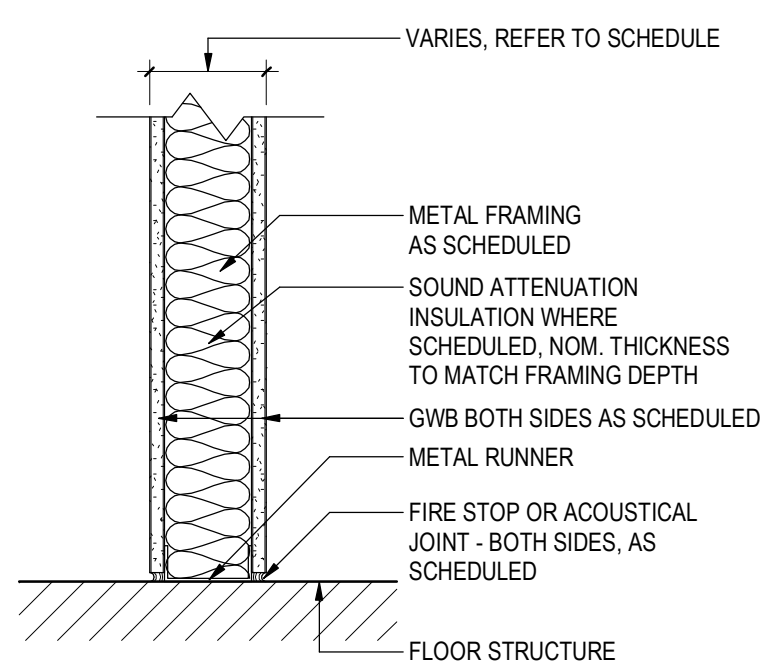 VARIES, REFER TO SCHEDULE
METAL FRAMING
AS SCHEDULED
SOUND ATTENUATION
INSULATION WHERE
SCHEDULED, NOM. THICKNESS
TO MATCH FRAMING DEPTH
GWB BOTH SIDES AS SCHEDULED
METAL RUNNER
FIRE STOP OR ACOUSTICAL
JOINT - BOTH SIDES, AS
SCHEDULED
FLOOR STRUCTURE